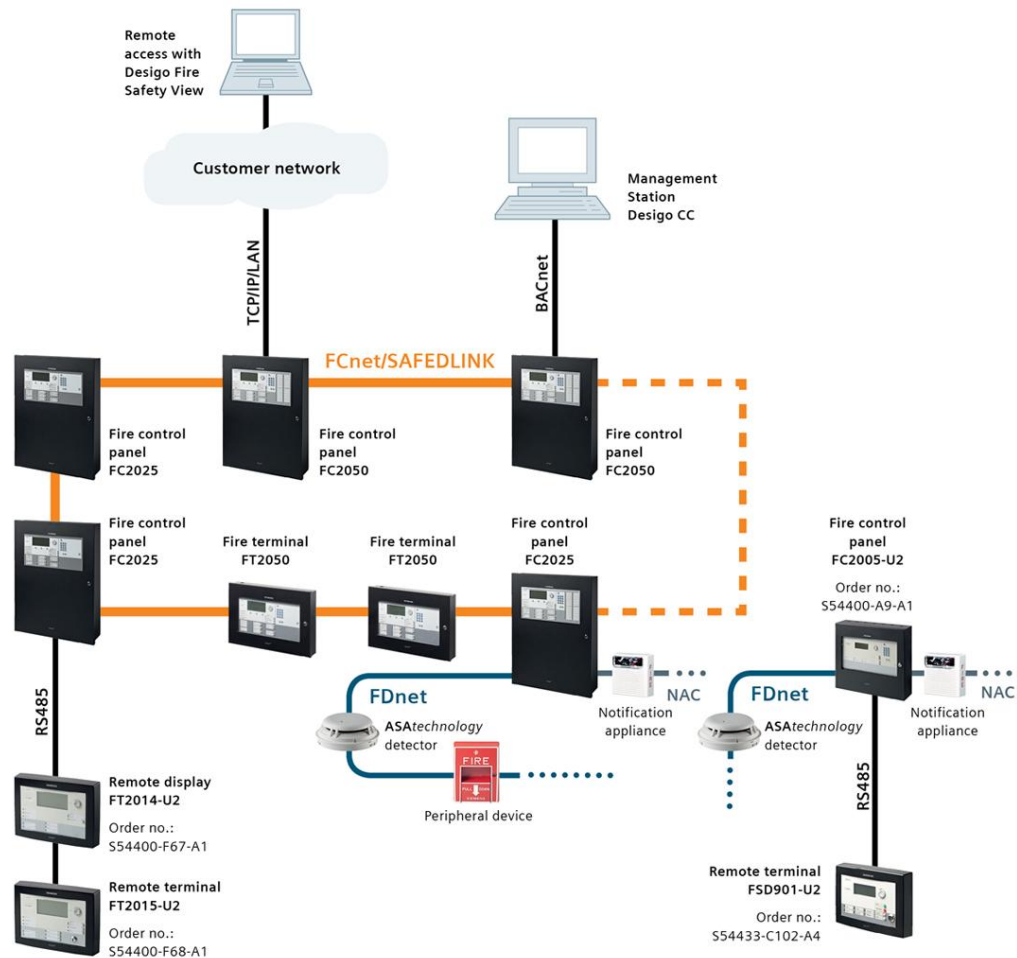 Remote
access with
Desigo Fire
Safety View
Customer network
Management
Station
Desigo CC
TCP/IP/LAN
BACnet
FCnet/SAFEDLINK
Fire control
panel
FC2025
Fire control
panel
FC2050
Fire control
panel
FC2050
Fire control
panel
FC2025
Fire terminal
FT2050
Fire terminal
FT2050
Fire control
panel
FC2025
Fire control
panel
FC2005-U2
Order no.:
S54400-A9-A1
RS485
FDnet
NAC
ASAtechnology
detector
Notification
appliance
FIRE
PULL DOWN
Peripheral device
FDnet
NAC
ASAtechnology
detector
Notification
appliance
RS485
Remote display
FT2014-U2
Order no.:
S54400-F67-A1
Remote terminal
FT2015-U2
Order no.:
S54400-F68-A1
Remote terminal
FSD901-U2
Order no.:
S54433-C102-A4